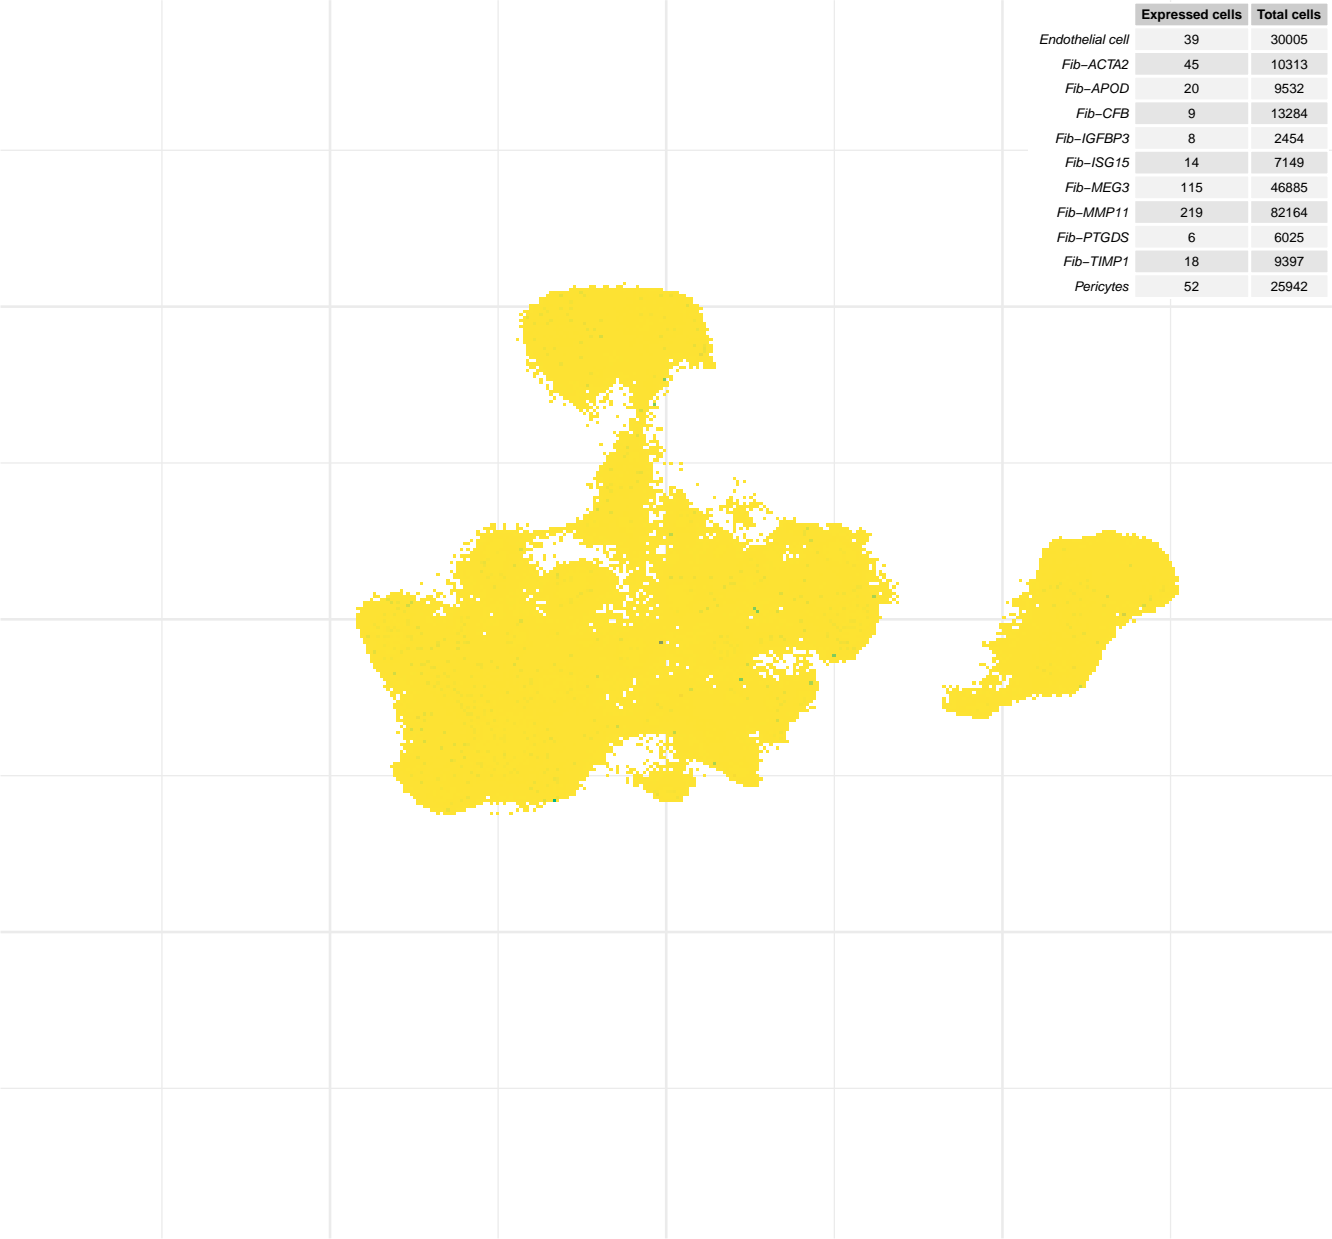 Expressed cells Total cells
Endothelial cell 39 30005
Fib−ACTA2 45 10313
Fib−APOD 20 9532
Fib−CFB 9 13284
Fib−IGFBP3 8 2454
Fib−ISG15 14 7149
Fib−MEG3 115 46885
Fib−MMP11 219 82164
Fib−PTGDS 6 6025
Fib−TIMP1 18 9397
Pericytes 52 25942